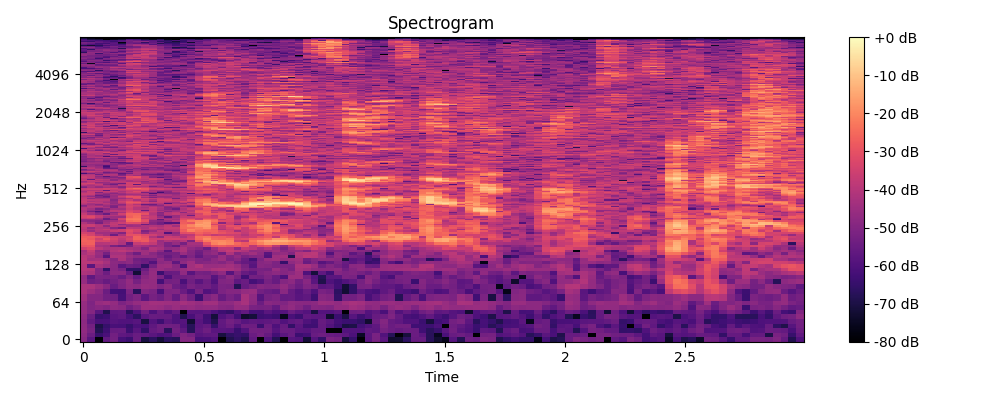 Spectrogram
Hz
4096
2048
1024
512
256
128
64
0
0
0.5
1
1.5
2
2.5
Time
+0 dB
-10 dB
-20 dB
-30 dB
-40 dB
-50 dB
-60 dB
-70 dB
-80 dB